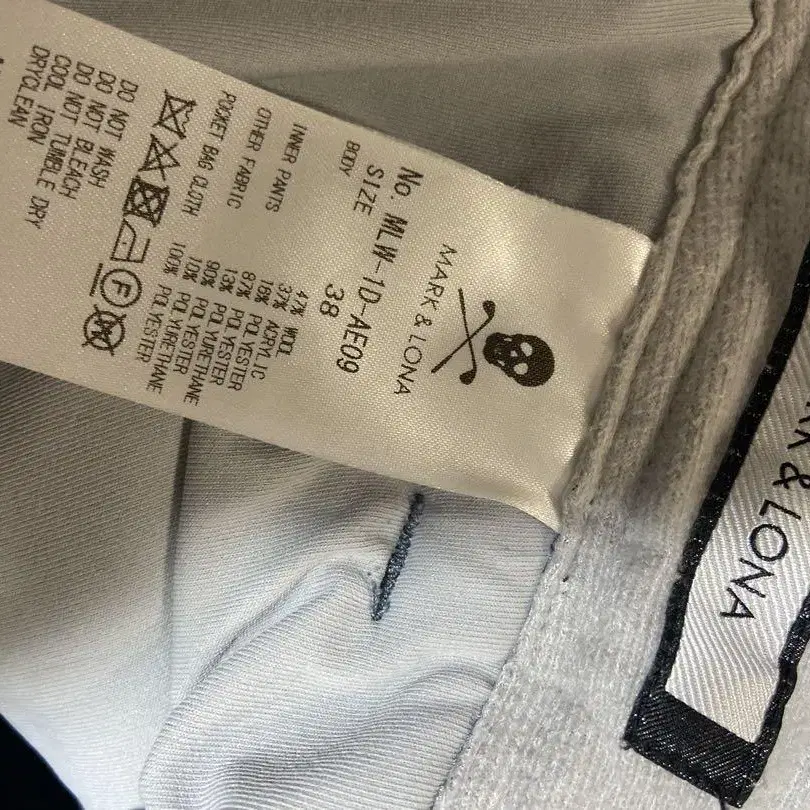 MARK & LONA
No. MLW-1D-AE09
SIZE 38
BODY 47% WOOL
37% ACRYLIC
16% POLYESTER
INNER PANTS 87% POLYESTER
13% POLYURETHANE
OTHER FABRIC 90% POLYESTER
10% POLYURETHANE
POCKET BAG CLOTH 100% POLYESTER
F
DO NOT WASH
DO NOT BLEACH
DO NOT TUMBLE DRY
COOL IRON
DRYCLEAN
RK & LONA